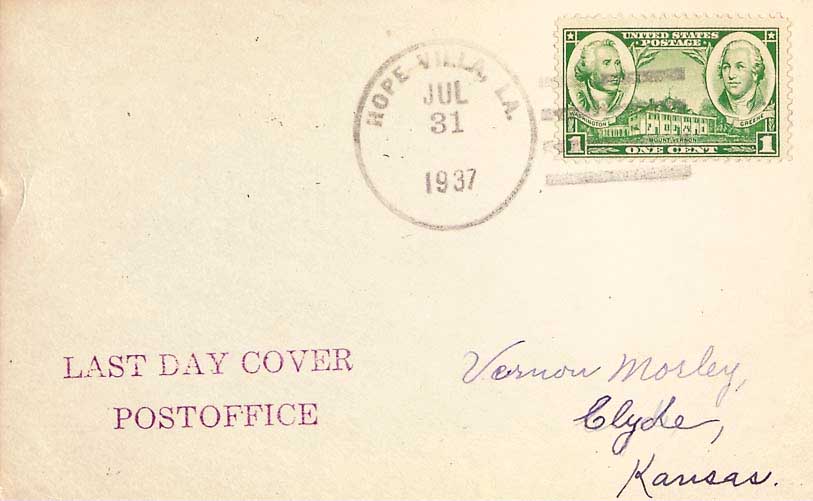 HOPE VILLA, LA.
JUL
31
1937
UNITED STATES
POSTAGE
WASHINGTON
GREENE
MOUNT VERNON
1 ONE CENT 1
LAST DAY COVER
POSTOFFICE
Vernon Mosley,
Clyde,
Kansas.